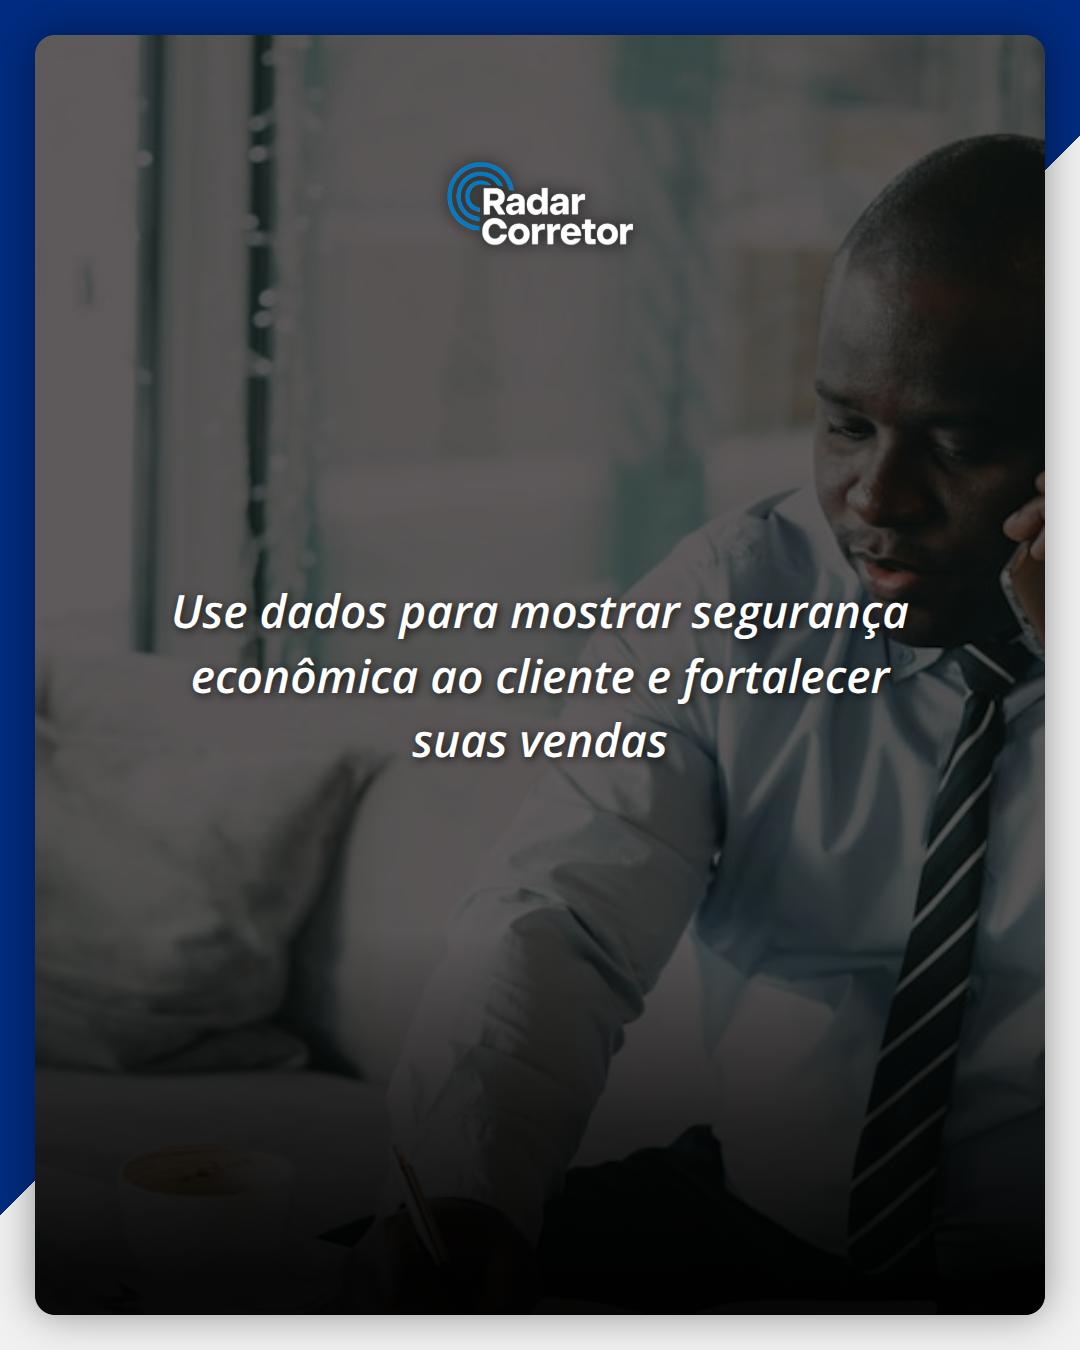 Radar
Corretor
Use dados para mostrar segurança
econômica ao cliente e fortalecer
suas vendas